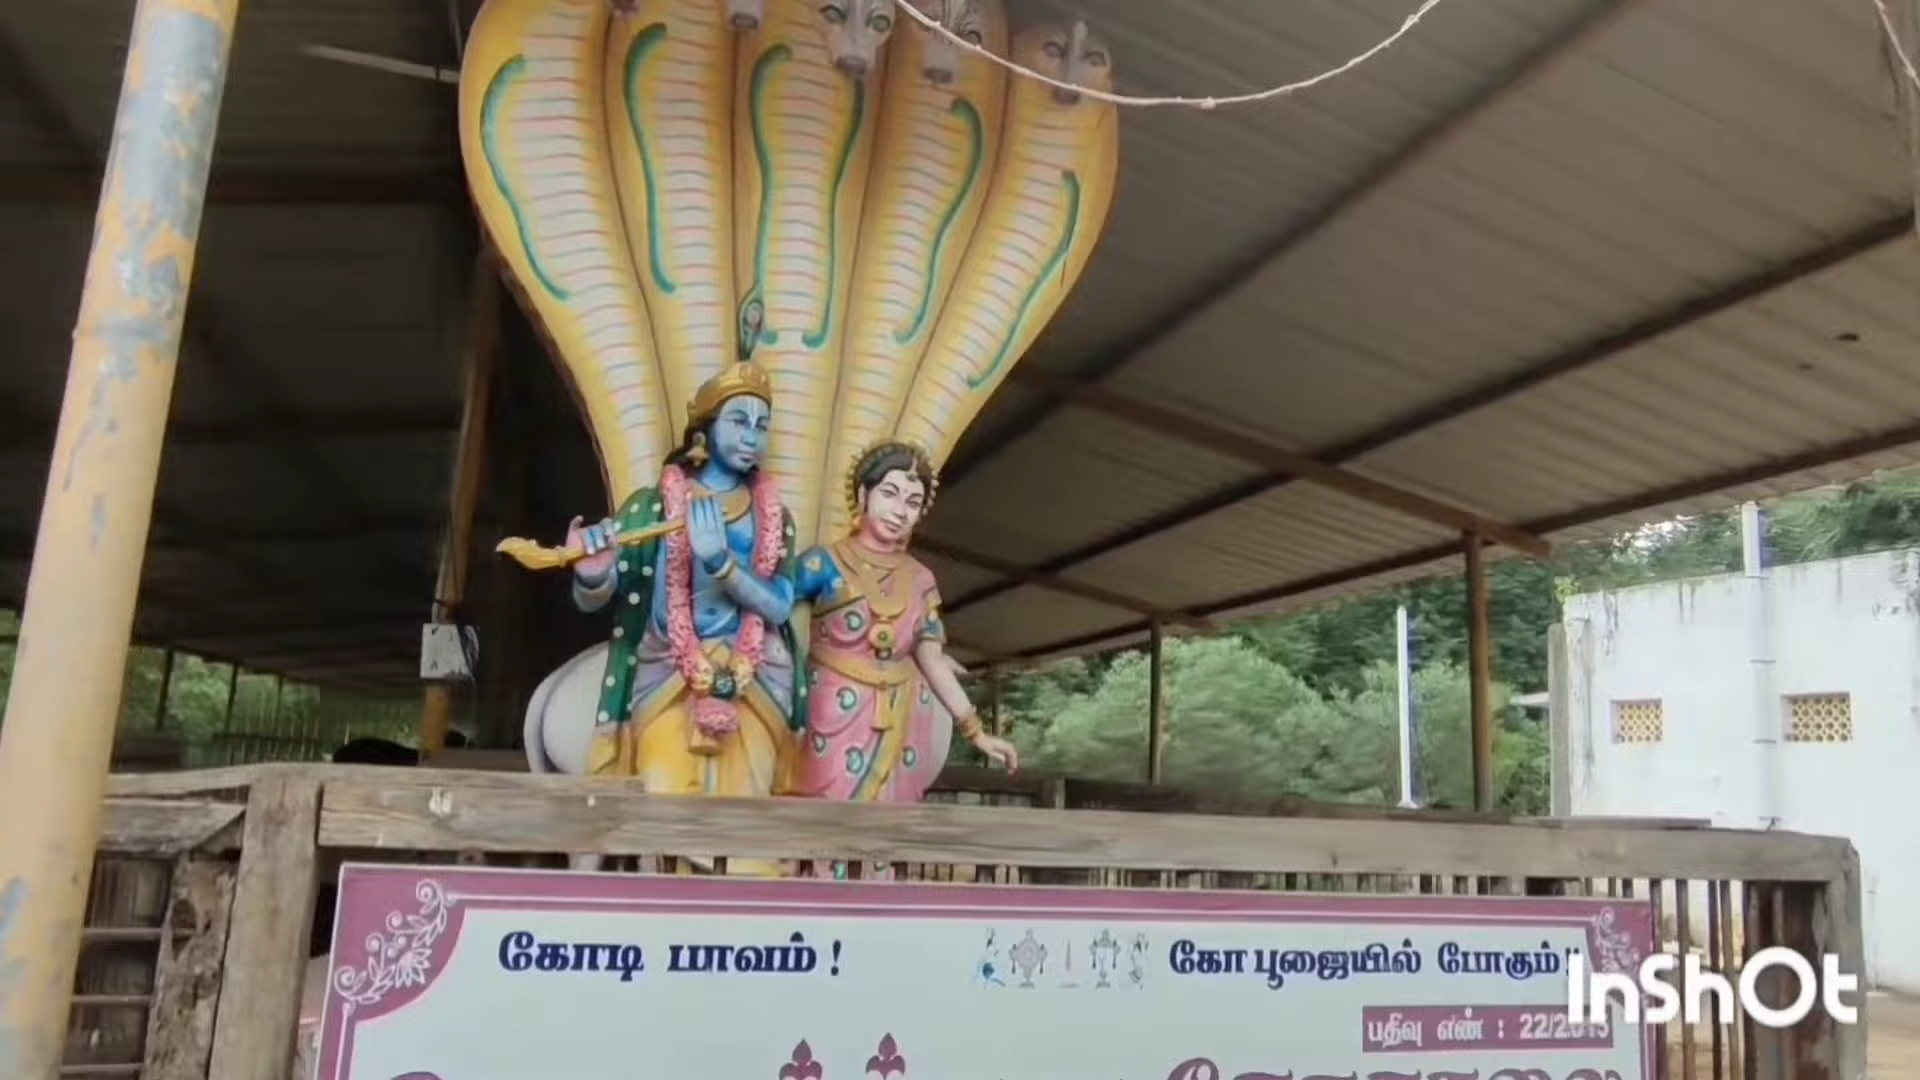 கோடி பாவம் ! கோ பூஜையில் போகும் !!
பதிவு எண் : 22/2015
InShOt